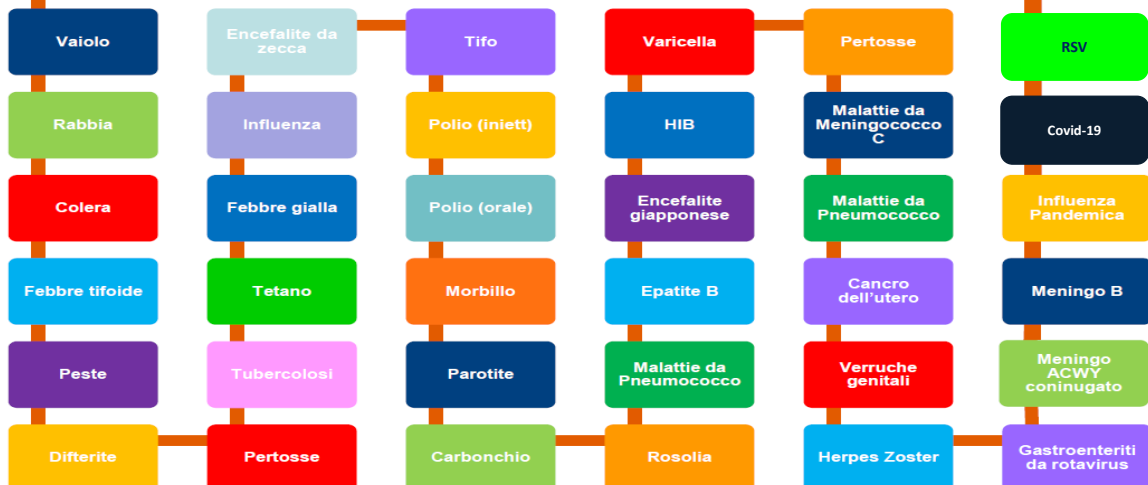 Vaiolo
Encefalite da
zecca
Tifo
Varicella
Pertosse
RSV
Rabbia
Influenza
Polio (iniett)
HIB
Malattie da
Meningococco
C
Covid-19
Colera
Febbre gialla
Polio (orale)
Encefalite
giapponese
Malattie da
Pneumococco
Influenza
Pandemica
Febbre tifoide
Tetano
Morbillo
Epatite B
Cancro
dell'utero
Meningo B
Peste
Tubercolosi
Parotite
Malattie da
Pneumococco
Verruche
genitali
Meningo
ACWY
coninugato
Difterite
Pertosse
Carbonchio
Rosolia
Herpes Zoster
Gastroenteriti
da rotavirus